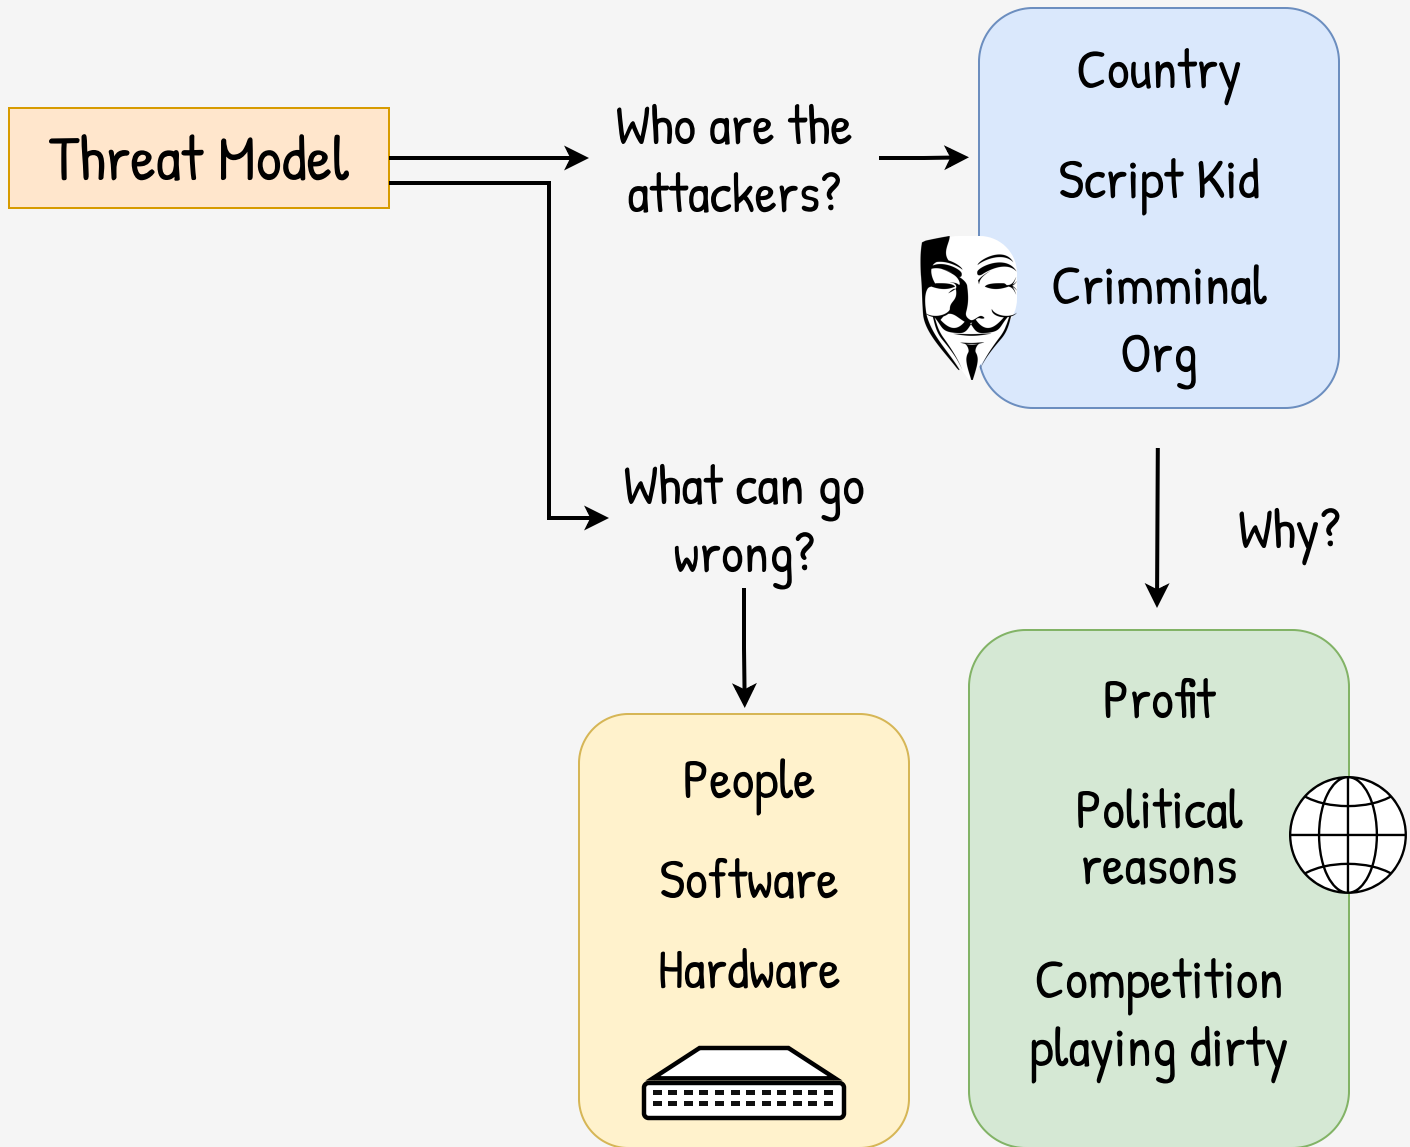 Threat Model
Who are the
attackers?
Country
Script Kid
Crimminal
Org
What can go
wrong?
Why?
People
Software
Hardware
Profit
Political
reasons
Competition
playing dirty